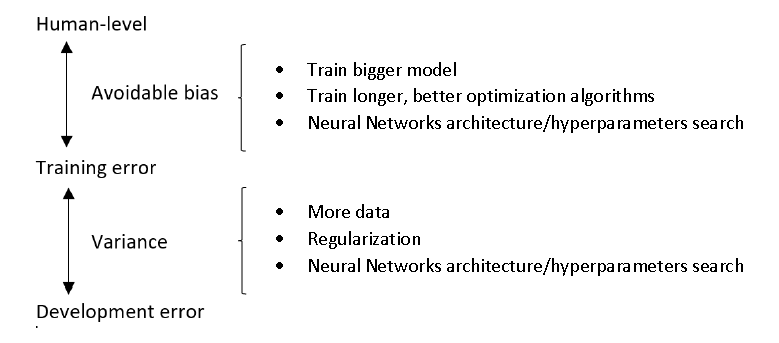 Human-level
Avoidable bias
• Train bigger model
• Train longer, better optimization algorithms
• Neural Networks architecture/hyperparameters search
Training error
Variance
• More data
• Regularization
• Neural Networks architecture/hyperparameters search
Development error